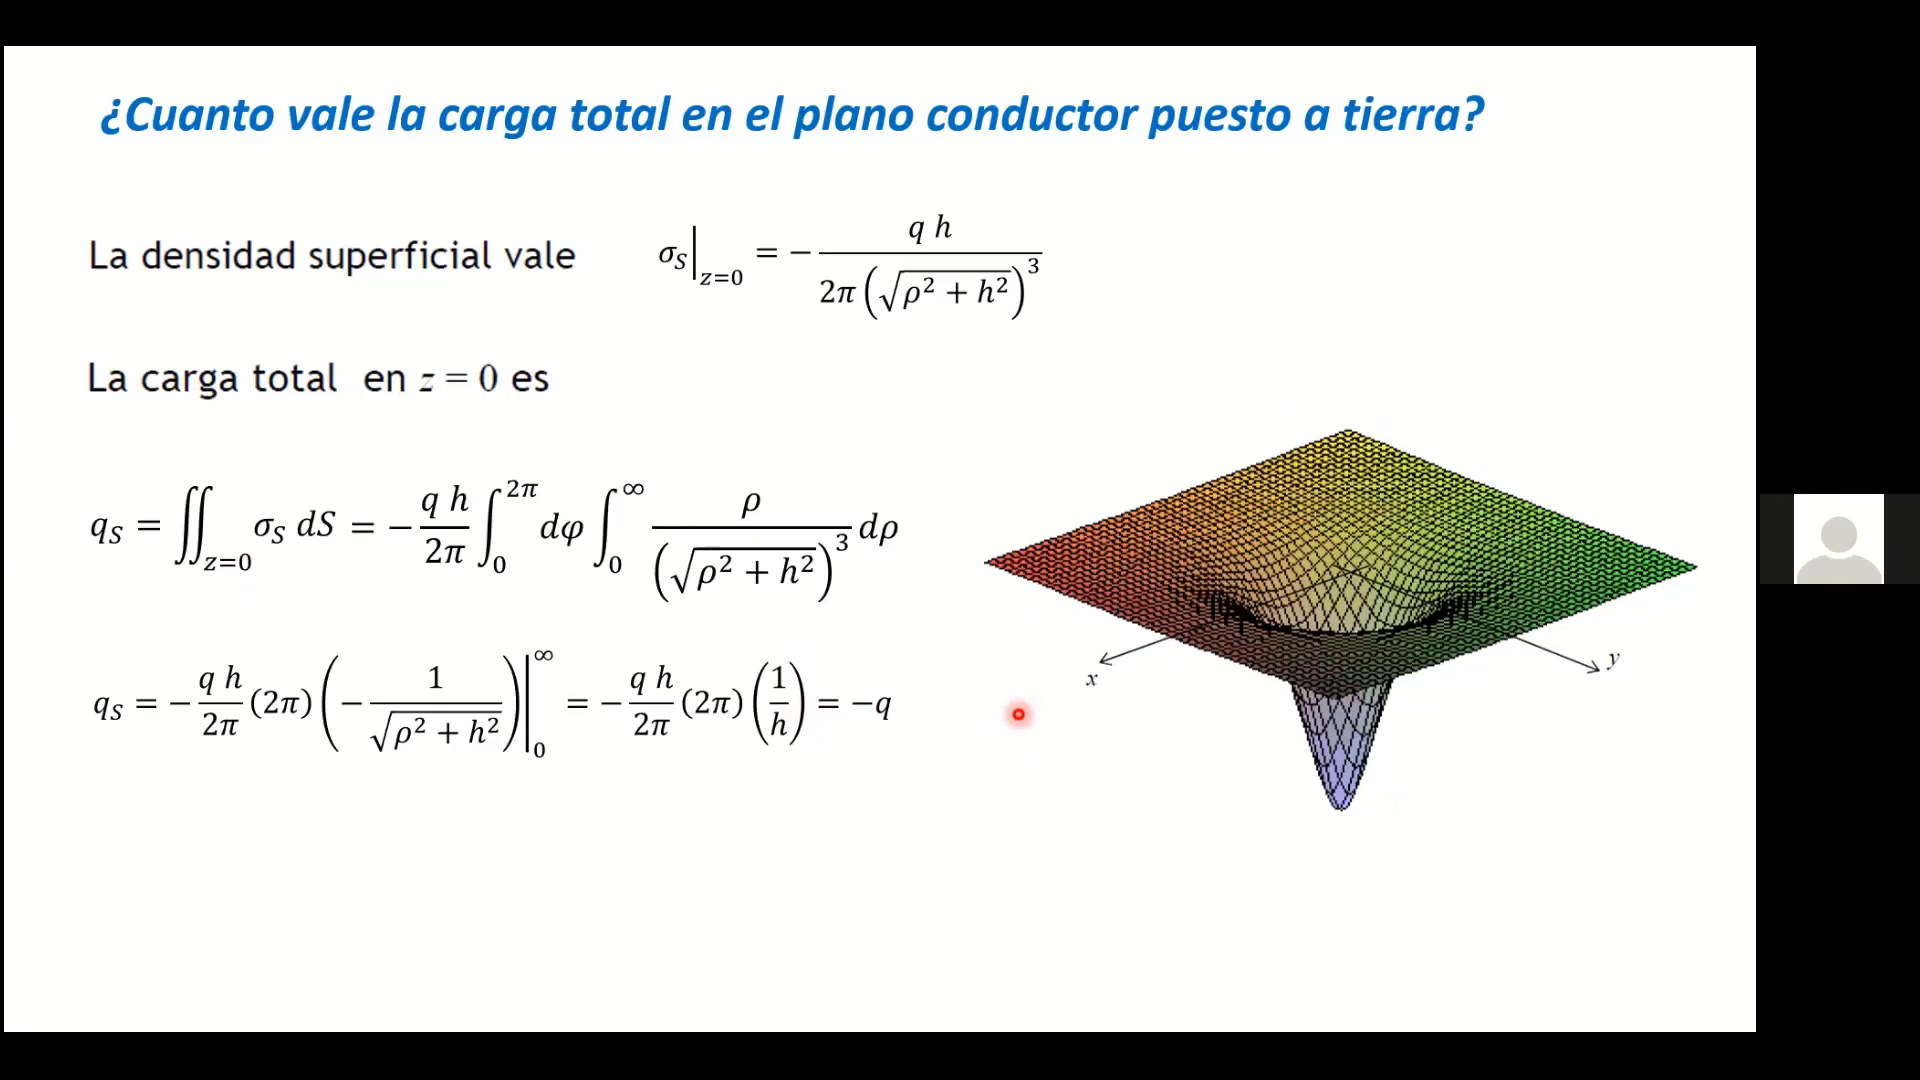 ¿Cuanto vale la carga total en el plano conductor puesto a tierra?
La densidad superficial vale σ_S|_{z=0} = − q h / 2π (√(ρ² + h²))³
La carga total en z = 0 es
q_S = ∬_{z=0} σ_S dS = − q h / 2π ∫_0^{2π} dφ ∫_0^∞ ρ / (√(ρ² + h²))³ dρ
q_S = − q h / 2π (2π) (− 1 / √(ρ² + h²)) |_0^∞ = − q h / 2π (2π) (1 / h) = −q
x
y